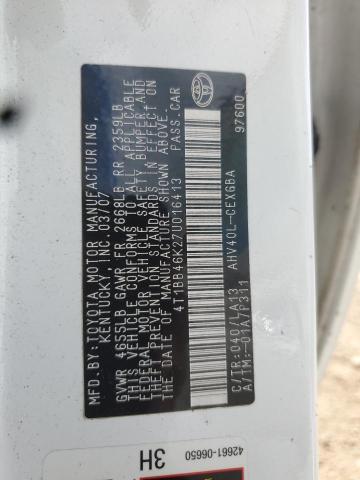 MFD.BY:TOYOTA MOTOR MANUFACTURING,
KENTUCKY, INC. 03/07
GVWR 4655LB GAWR FR 2668LB RR 2359LB
THIS VEHICLE CONFORMS TO ALL APPLICABLE
FEDERAL MOTOR VEHICLE SAFETY, BUMPER, AND
THEFT PREVENTION STANDARDS IN EFFECT ON
THE DATE OF MANUFACTURE SHOWN ABOVE.
4T1BB46K27U016413 PASS.CAR
AHV40L-CEXGBA
C/TR:040/LA13
A/TM:-01A/P311 97600
42661-06650
3H